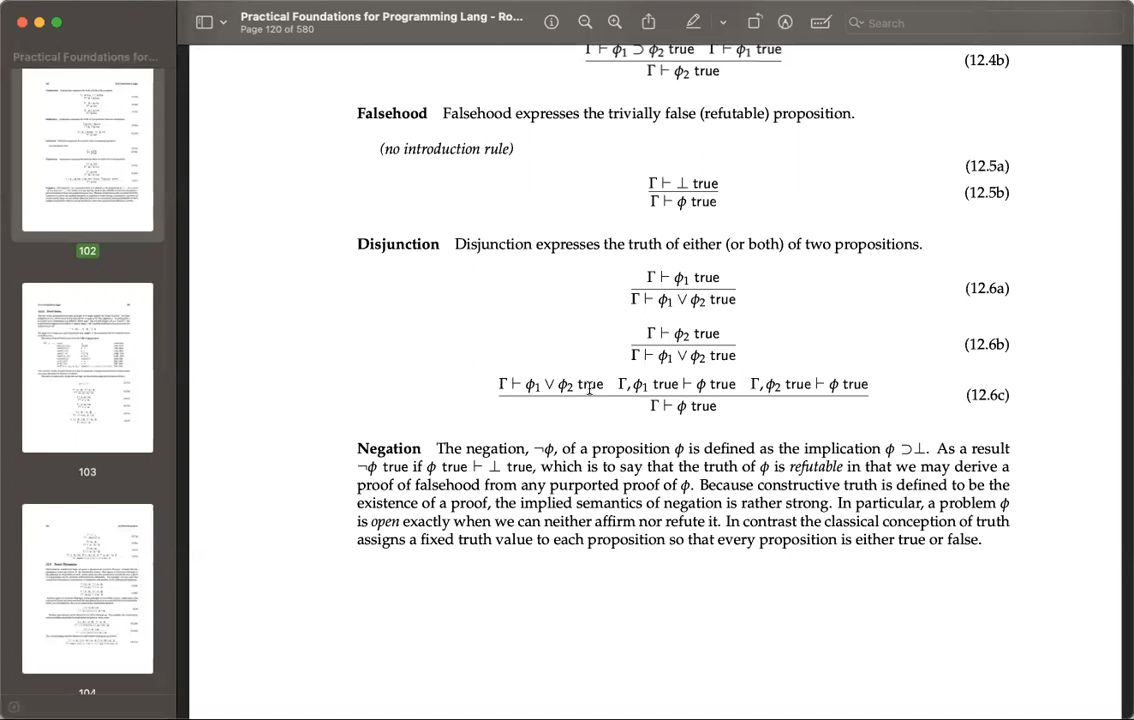 Practical Foundations for Programming Lang - Ro...
Page 120 of 580
Search
Practical Foundations for...
102
103
104
Γ ⊢ ϕ1 ⊃ ϕ2 true Γ ⊢ ϕ1 true
Γ ⊢ ϕ2 true
(12.4b)
Falsehood Falsehood expresses the trivially false (refutable) proposition.
(no introduction rule)
(12.5a)
Γ ⊢ ⊥ true
Γ ⊢ ϕ true
(12.5b)
Disjunction Disjunction expresses the truth of either (or both) of two propositions.
Γ ⊢ ϕ1 true
Γ ⊢ ϕ1 ∨ ϕ2 true
(12.6a)
Γ ⊢ ϕ2 true
Γ ⊢ ϕ1 ∨ ϕ2 true
(12.6b)
Γ ⊢ ϕ1 ∨ ϕ2 true Γ, ϕ1 true ⊢ ϕ true Γ, ϕ2 true ⊢ ϕ true
Γ ⊢ ϕ true
(12.6c)
Negation The negation, ¬ϕ, of a proposition ϕ is defined as the implication ϕ ⊃⊥. As a result
¬ϕ true if ϕ true ⊢ ⊥ true, which is to say that the truth of ϕ is refutable in that we may derive a
proof of falsehood from any purported proof of ϕ. Because constructive truth is defined to be the
existence of a proof, the implied semantics of negation is rather strong. In particular, a problem ϕ
is open exactly when we can neither affirm nor refute it. In contrast the classical conception of truth
assigns a fixed truth value to each proposition so that every proposition is either true or false.